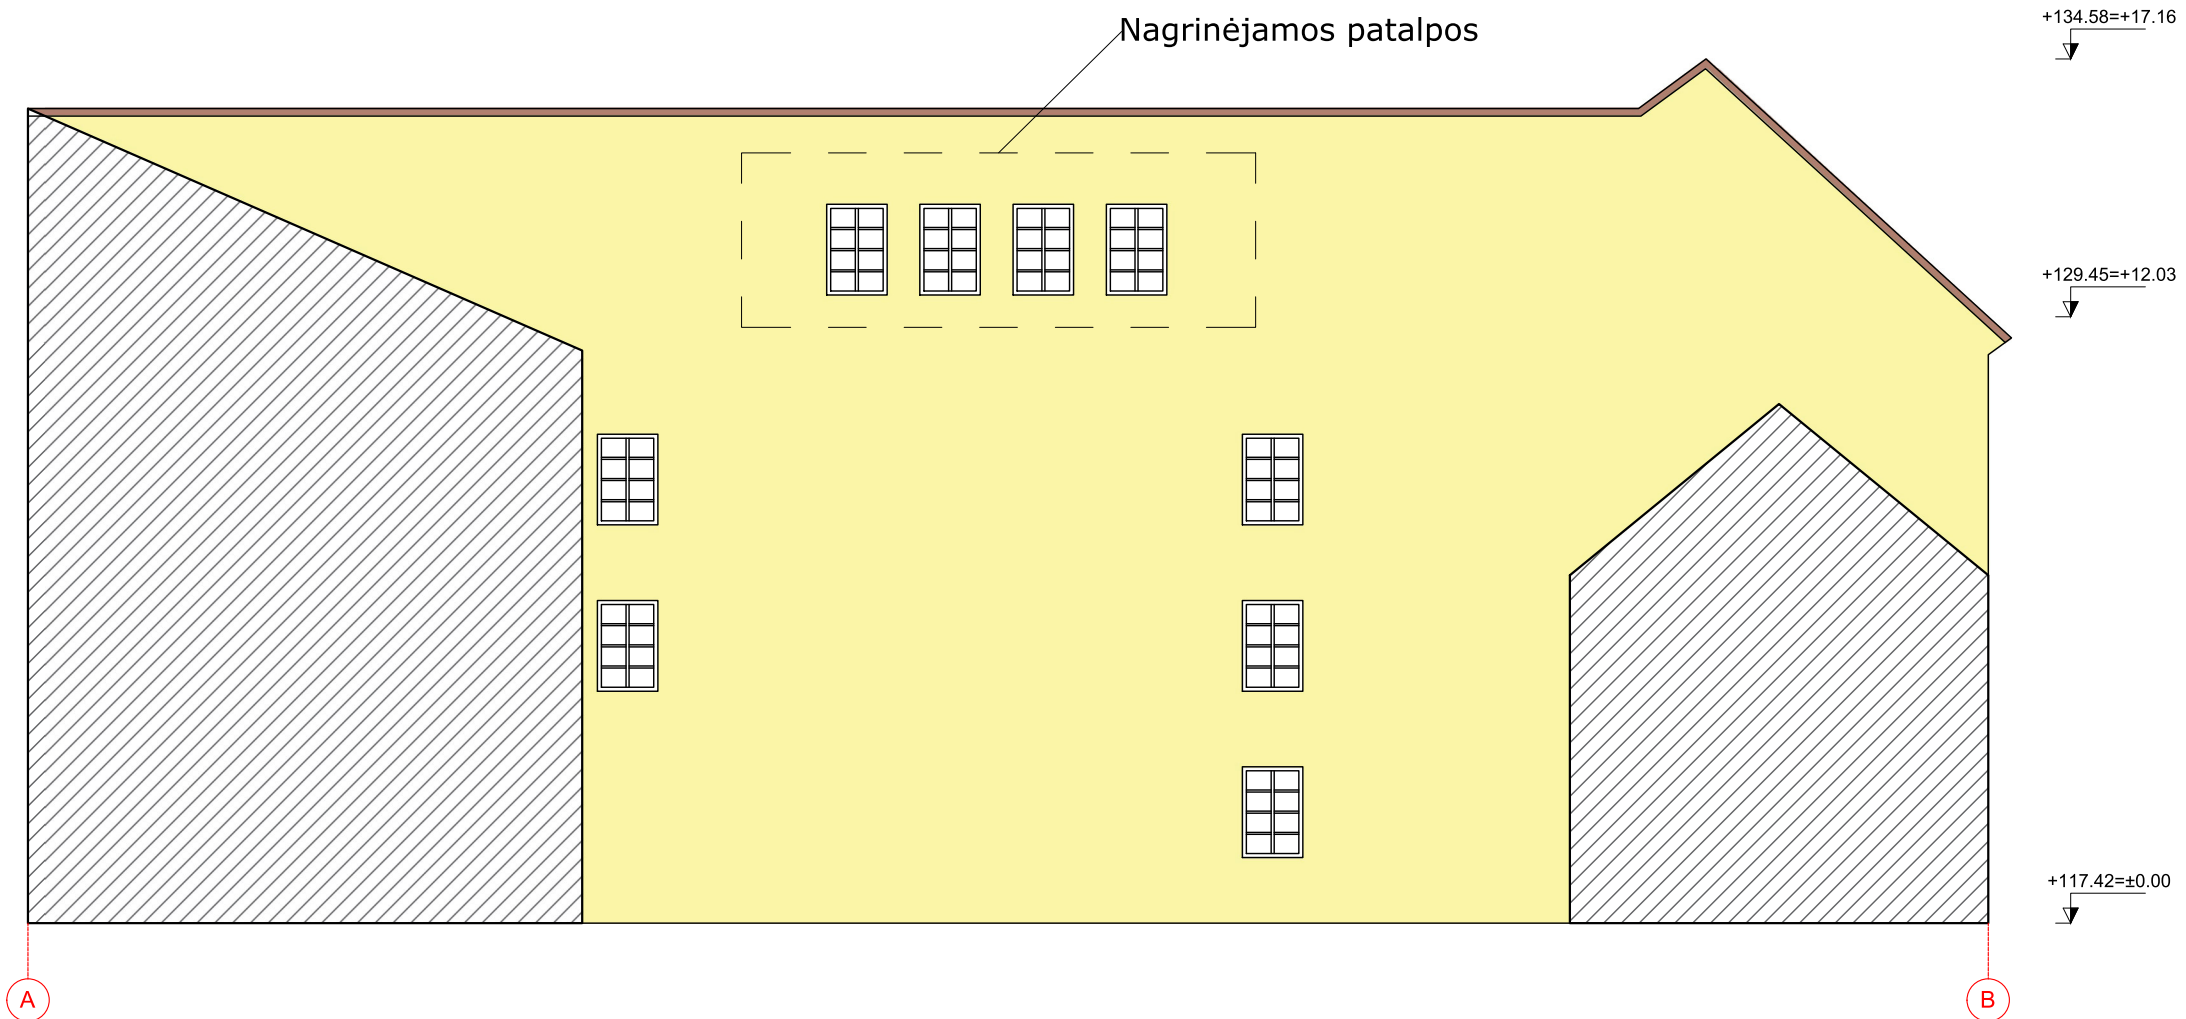 +134.58=+17.16
Nagrinėjamos patalpos
+129.45=+12.03
+117.42=±0.00
A
B